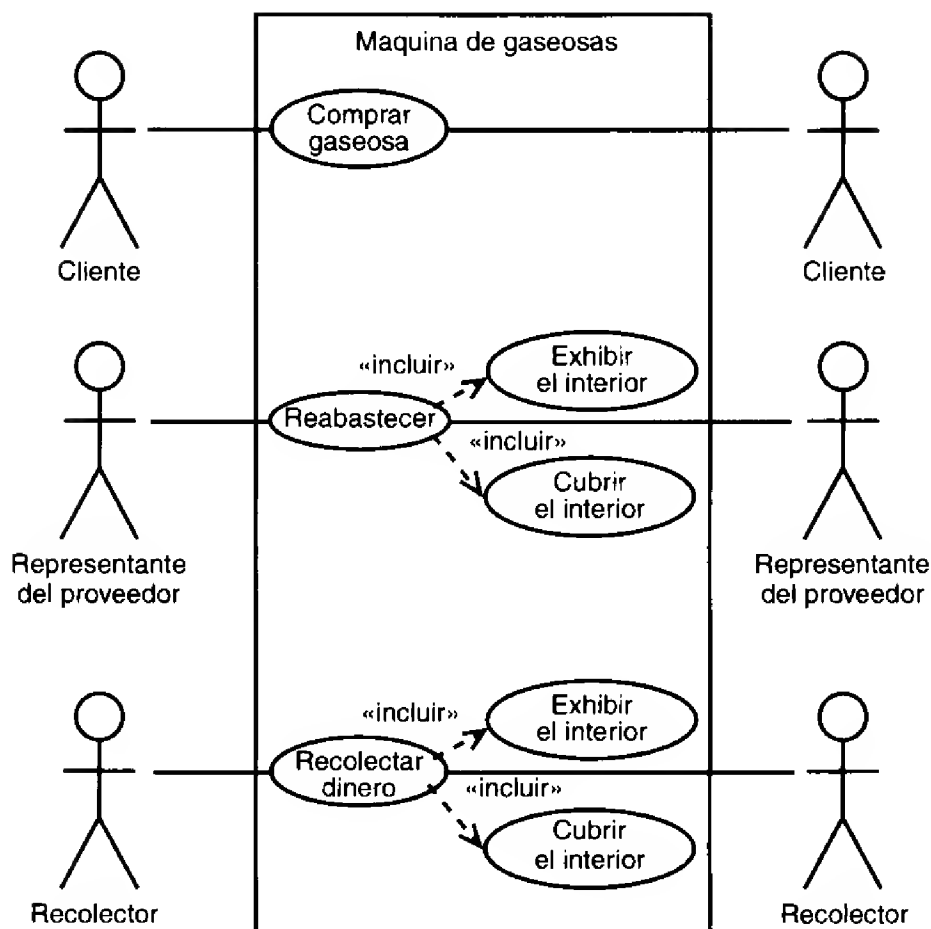 Maquina de gaseosas
Comprar
gaseosa
Cliente
Cliente
«incluir»
Exhibir
el interior
Reabastecer
«incluir»
Cubrir
el interior
Representante
del proveedor
Representante
del proveedor
«incluir»
Exhibir
el interior
Recolectar
dinero
«incluir»
Cubrir
el interior
Recolector
Recolector